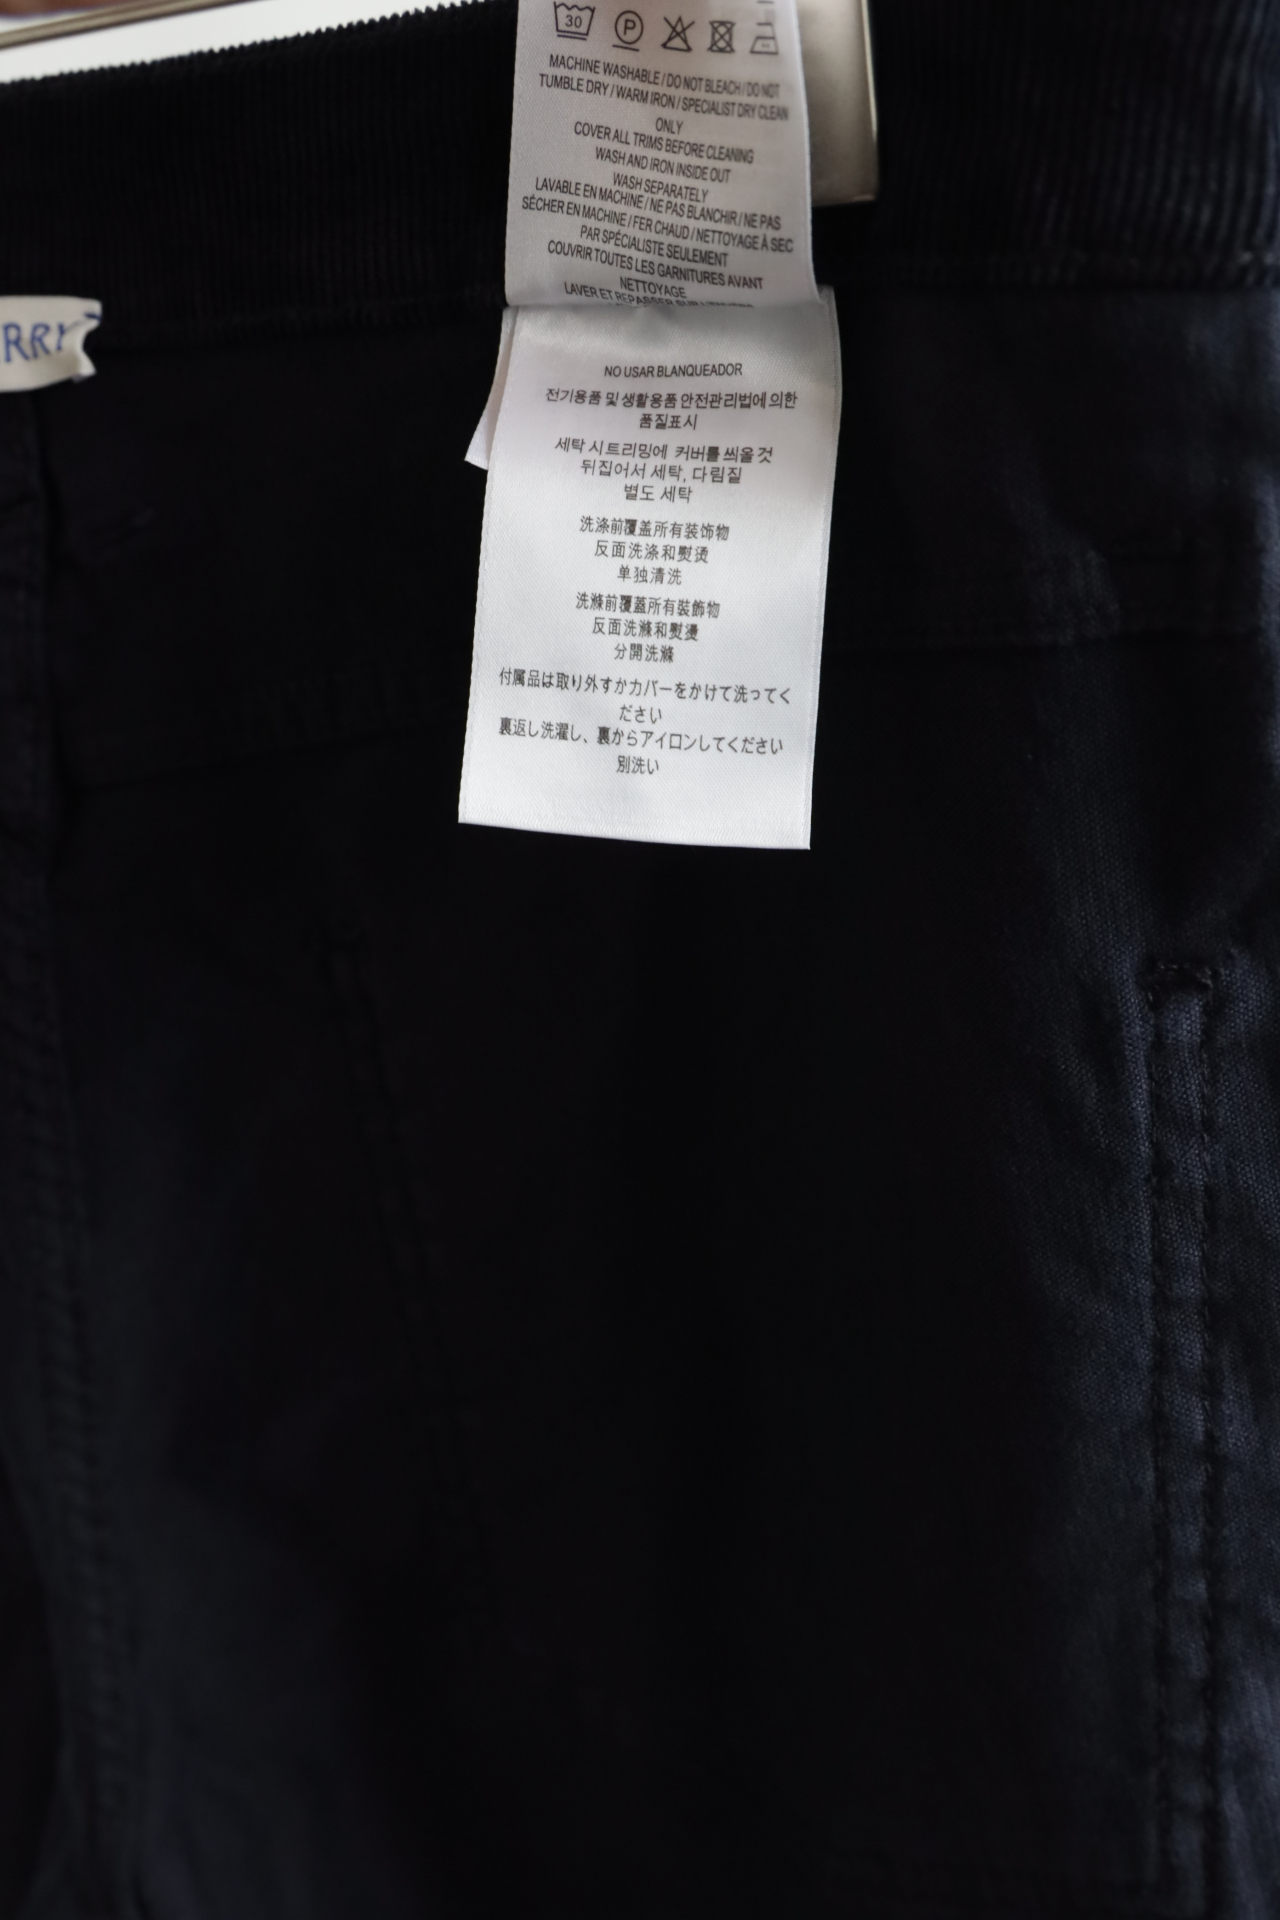 30
P
MACHINE WASHABLE / DO NOT BLEACH / DO NOT
TUMBLE DRY / WARM IRON / SPECIALIST DRY CLEAN
ONLY
COVER ALL TRIMS BEFORE CLEANING
WASH AND IRON INSIDE OUT
WASH SEPARATELY
LAVABLE EN MACHINE / NE PAS BLANCHIR / NE PAS
SÉCHER EN MACHINE / FER CHAUD / NETTOYAGE À SEC
PAR SPÉCIALISTE SEULEMENT
COUVRIR TOUTES LES GARNITURES AVANT
NETTOYAGE
LAVER ET REPASSER SUR
RRY
NO USAR BLANQUEADOR
전기용품 및 생활용품 안전관리법에 의한
품질표시
세탁 시 트리밍에 커버를 씌울 것
뒤집어서 세탁, 다림질
별도 세탁
洗涤前覆盖所有装饰物
反面洗涤和熨烫
单独清洗
洗滌前覆蓋所有裝飾物
反面洗滌和熨燙
分開洗滌
付属品は取り外すかカバーをかけて洗ってく
ださい
裏返し洗濯し、裏からアイロンしてください
別洗い